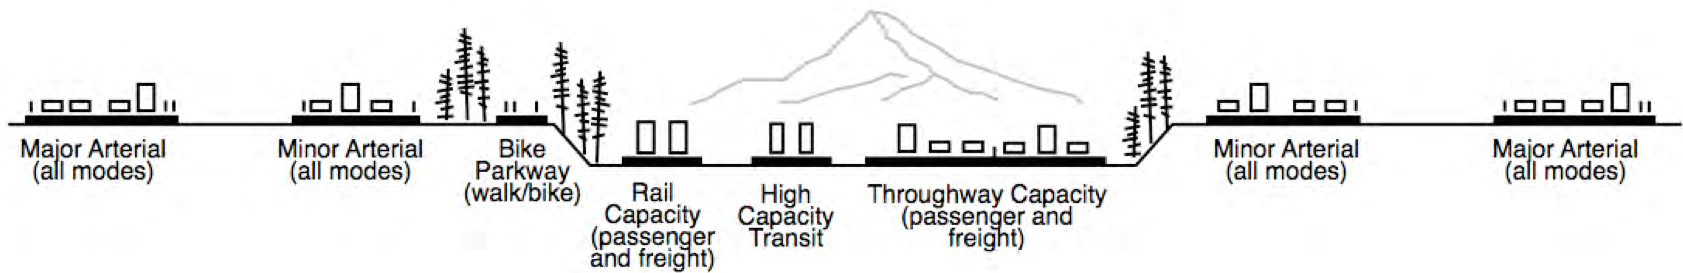 Major Arterial
(all modes)
Minor Arterial
(all modes)
Bike
Parkway
(walk/bike)
Rail
Capacity
(passenger
and freight)
High
Capacity
Transit
Throughway Capacity
(passenger and
freight)
Minor Arterial
(all modes)
Major Arterial
(all modes)